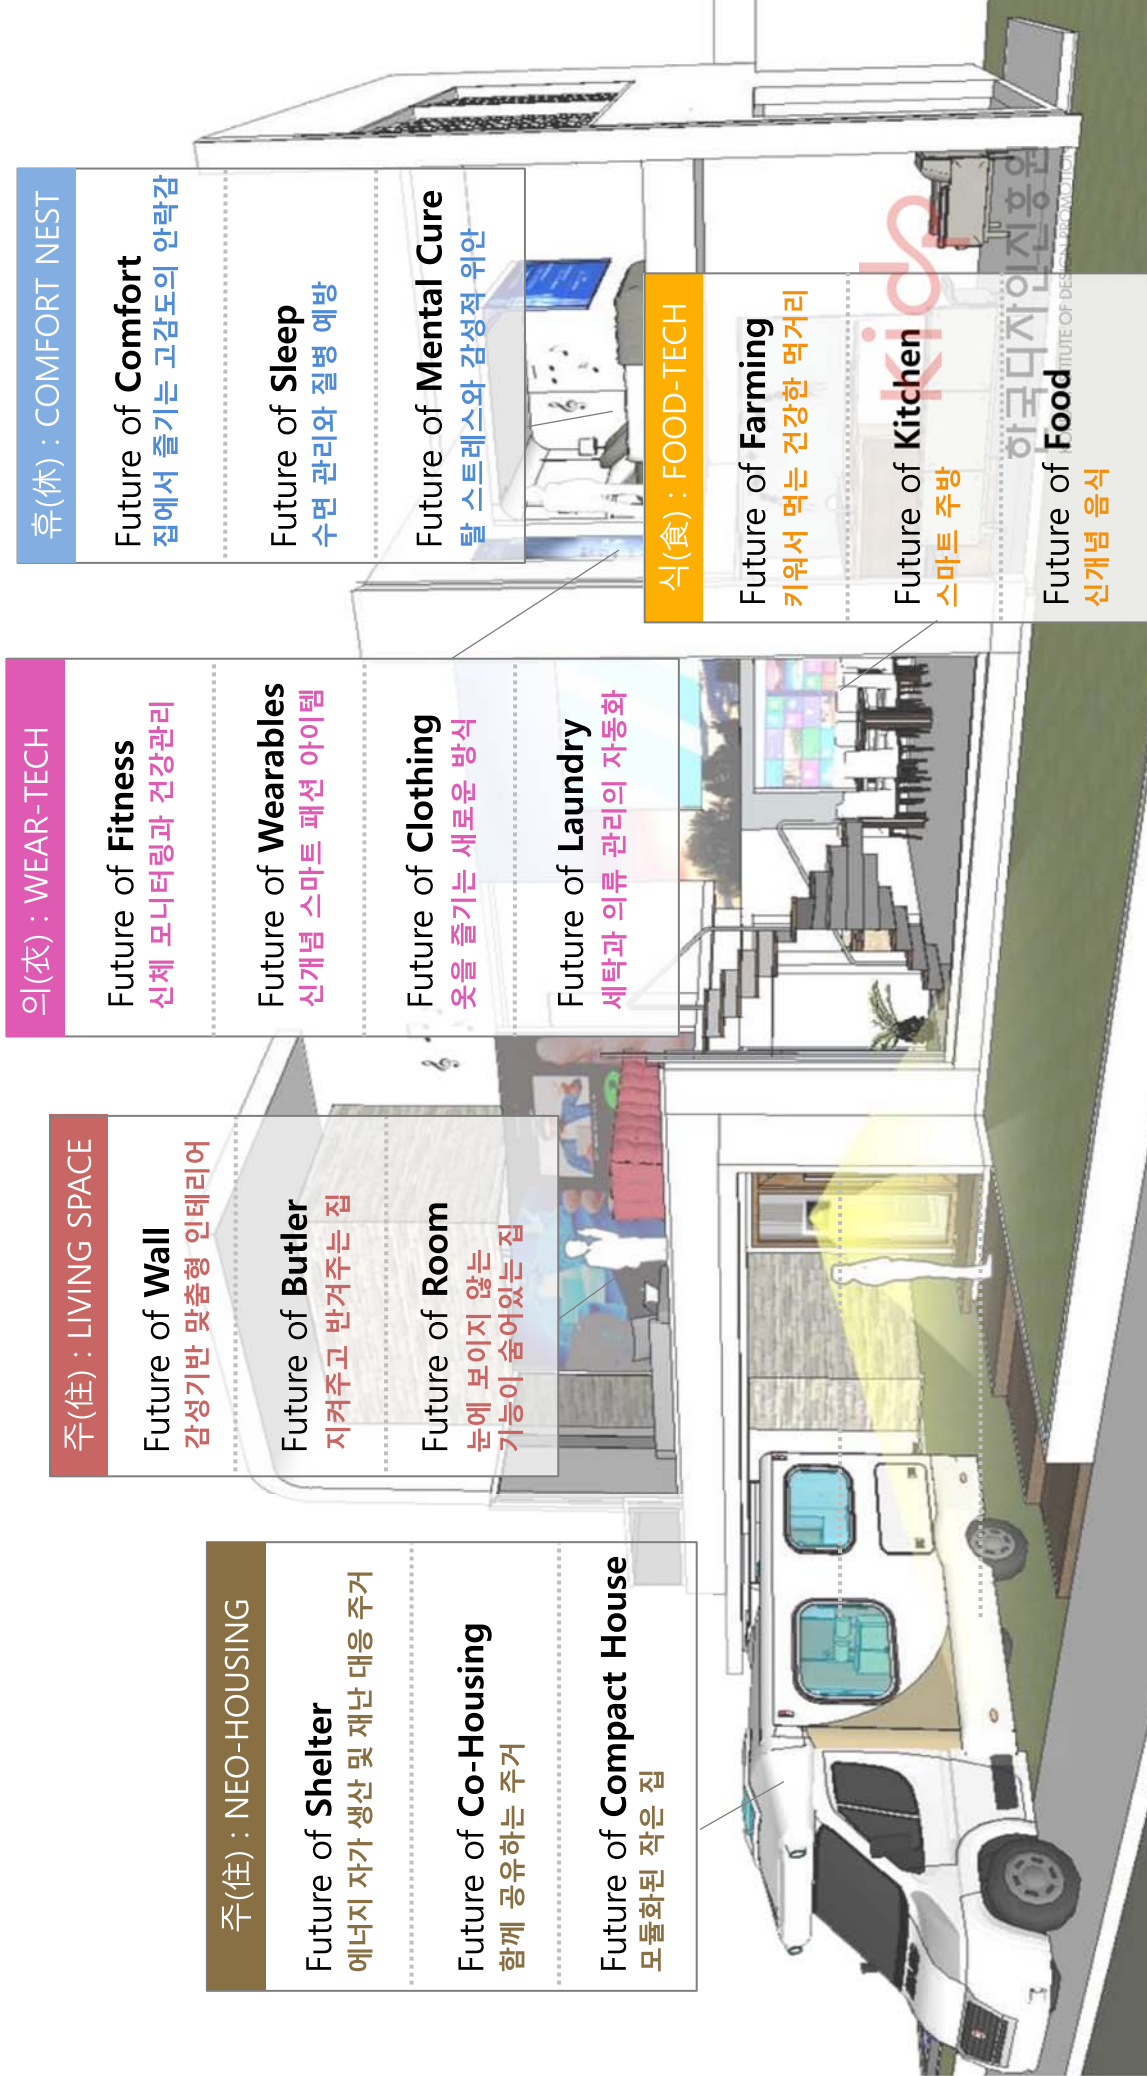 주(住) : NEO-HOUSING
Future of Shelter
에너지 자가 생산 및 재난 대응 주거
Future of Co-Housing
함께 공유하는 주거
Future of Compact House
모듈화된 작은 집
주(住) : LIVING SPACE
Future of Wall
감성기반 맞춤형 인테리어
Future of Butler
지켜주고 반겨주는 집
Future of Room
눈에 보이지 않는
기능이 숨어있는 집
의(衣) : WEAR-TECH
Future of Fitness
신체 모니터링과 건강관리
Future of Wearables
신개념 스마트 패션 아이템
Future of Clothing
옷을 즐기는 새로운 방식
Future of Laundry
세탁과 의류 관리의 자동화
휴(休) : COMFORT NEST
Future of Comfort
집에서 즐기는 고감도의 안락감
Future of Sleep
수면 관리와 질병 예방
Future of Mental Cure
탈 스트레스와 감성적 위안
식(食) : FOOD-TECH
Future of Farming
키워서 먹는 건강한 먹거리
Future of Kitchen
스마트 주방
Future of Food
신개념 음식
kidp
한국디자인진흥원
OF DESIGN PROMOTION